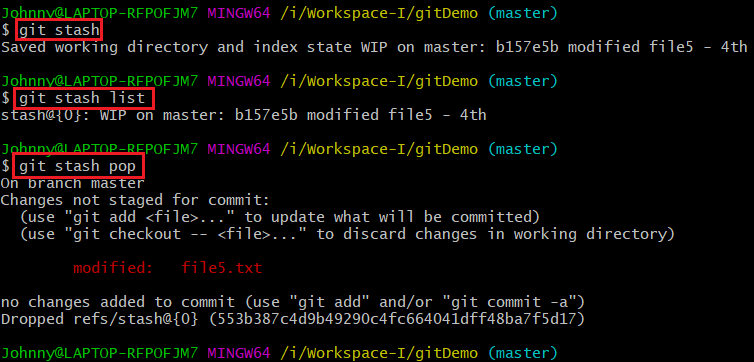 Johnny@LAPTOP-RFPOFJM7 MINGW64 /i/Workspace-I/gitDemo (master)
$ git stash
Saved working directory and index state WIP on master: b157e5b modified file5 - 4th
Johnny@LAPTOP-RFPOFJM7 MINGW64 /i/Workspace-I/gitDemo (master)
$ git stash list
stash@{0}: WIP on master: b157e5b modified file5 - 4th
Johnny@LAPTOP-RFPOFJM7 MINGW64 /i/Workspace-I/gitDemo (master)
$ git stash pop
On branch master
Changes not staged for commit:
  (use "git add <file>..." to update what will be committed)
  (use "git checkout -- <file>..." to discard changes in working directory)
        modified:   file5.txt
no changes added to commit (use "git add" and/or "git commit -a")
Dropped refs/stash@{0} (553b387c4d9b49290c4fc664041dff48ba7f5d17)
Johnny@LAPTOP-RFPOFJM7 MINGW64 /i/Workspace-I/gitDemo (master)